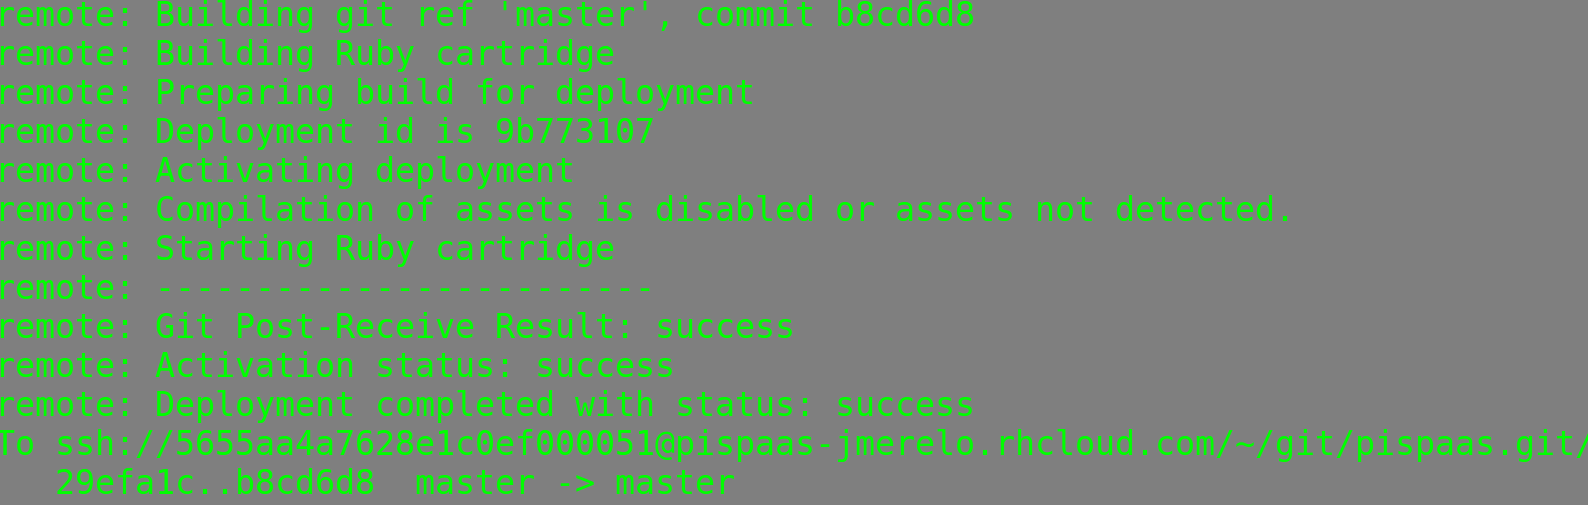 remote: Building git ref 'master', commit b8cd6d8
remote: Building Ruby cartridge
remote: Preparing build for deployment
remote: Deployment id is 9b773107
remote: Activating deployment
remote: Compilation of assets is disabled or assets not detected.
remote: Starting Ruby cartridge
remote: -------------------------
remote: Git Post-Receive Result: success
remote: Activation status: success
remote: Deployment completed with status: success
To ssh://5655aa4a7628e1c0ef000051@pispaas-jmerelo.rhcloud.com/~/git/pispaas.git/
   29efa1c..b8cd6d8  master -> master